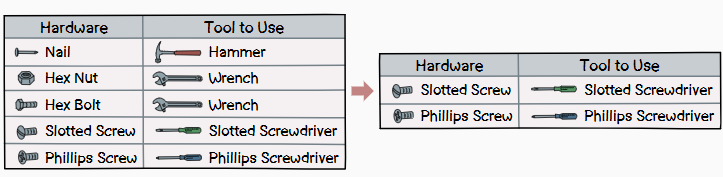 Hardware Tool to Use
Nail Hammer
Hex Nut Wrench
Hex Bolt Wrench
Slotted Screw Slotted Screwdriver
Phillips Screw Phillips Screwdriver
Hardware Tool to Use
Slotted Screw Slotted Screwdriver
Phillips Screw Phillips Screwdriver